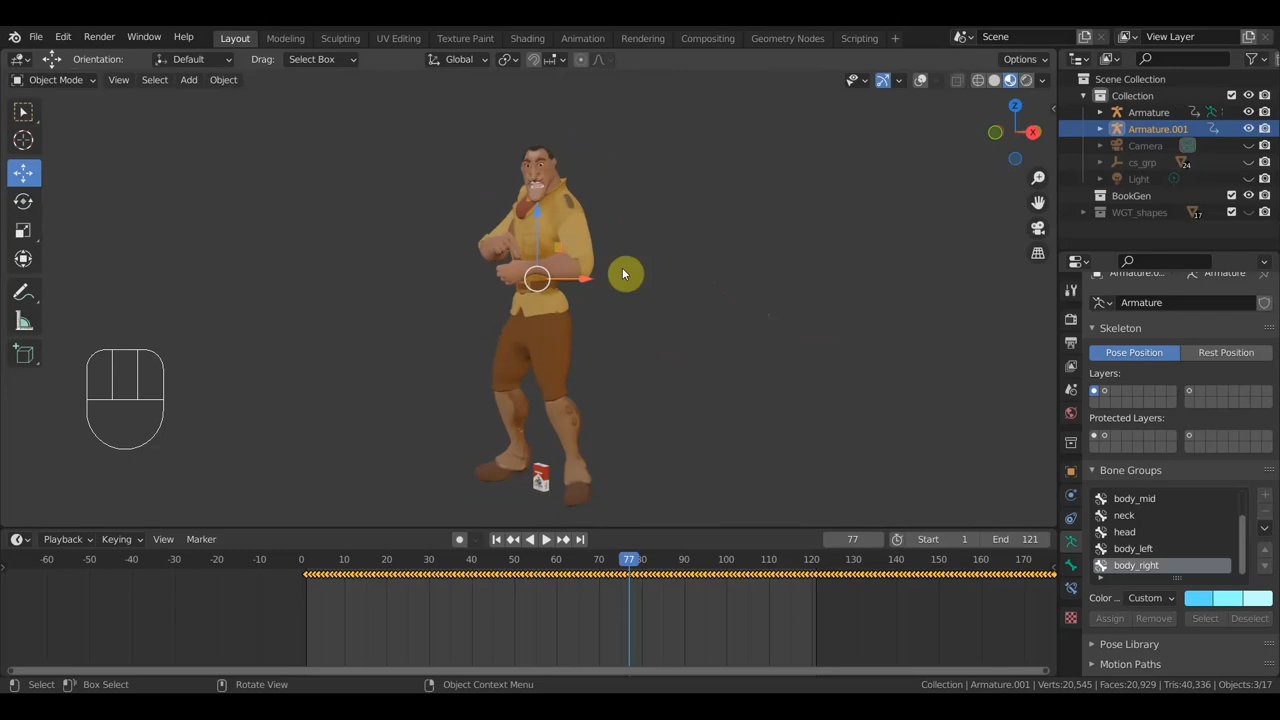 File Edit Render Window Help Layout Modeling Sculpting UV Editing Texture Paint Shading Animation Rendering Compositing Geometry Nodes Scripting + Scene View Layer
Orientation: Default Drag: Select Box Global Options
Object Mode View Select Add Object
Scene Collection
Collection
Armature
Armature.001
Camera
cs_grp 24
Light
BookGen
WGT_shapes 17
Z
X
Armature.0... Armature
Armature
Skeleton
Pose Position Rest Position
Layers:
Protected Layers:
Bone Groups
body_mid
neck
head
body_left
body_right
Color ... Custom
Assign Remove Select Deselect
Pose Library
Motion Paths
Playback Keying View Marker 77 Start 1 End 121
-60 -50 -40 -30 -20 -10 0 10 20 30 40 50 60 70 77 80 90 100 110 120 130 140 150 160 170
Select Box Select Rotate View Object Context Menu Collection | Armature.001 | Verts:20,545 | Faces:20,929 | Tris:40,336 | Objects:3/17